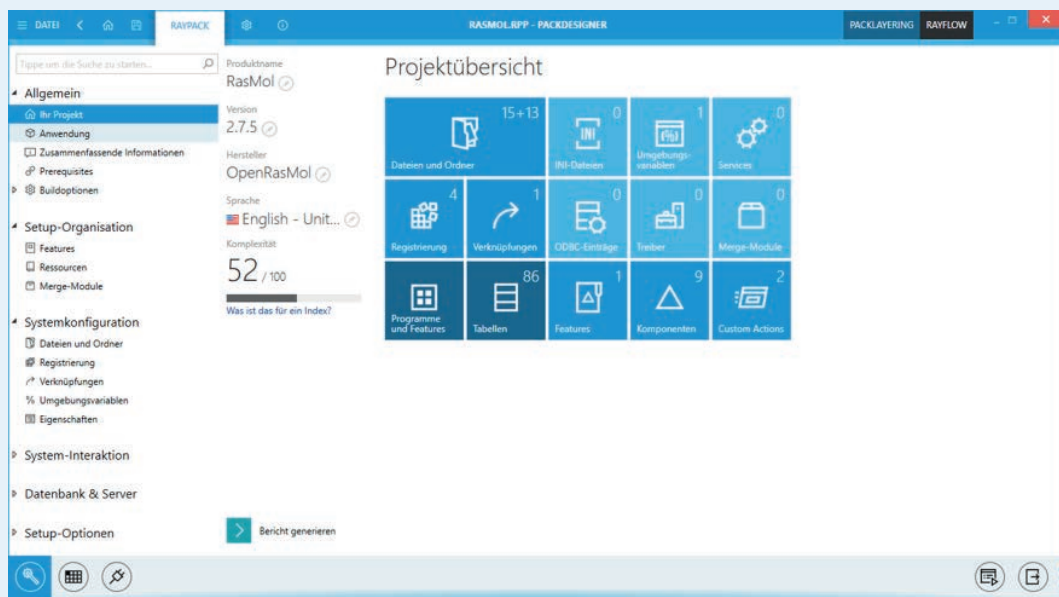 DATEI
RAYPACK
RASMOL.RPP - PACKDESIGNER
PACKLAYERING
RAYFLOW
Tippe um die Suche zu starten...
Allgemein
Ihr Projekt
Anwendung
Zusammenfassende Informationen
Prerequisites
Buildoptionen
Setup-Organisation
Features
Ressourcen
Merge-Module
Systemkonfiguration
Dateien und Ordner
Registrierung
Verknüpfungen
Umgebungsvariablen
Eigenschaften
System-Interaktion
Datenbank & Server
Setup-Optionen
Produktname
RasMol
Version
2.7.5
Hersteller
OpenRasMol
Sprache
English - Unit...
Komplexität
52 / 100
Was ist das für ein Index?
Bericht generieren
Projektübersicht
15+13
Dateien und Ordner
0
INI
INI-Dateien
1
Umgebungs-
variablen
0
Services
4
Registrierung
1
Verknüpfungen
0
ODBC-Einträge
0
Treiber
0
Merge-Module
Programme
und Features
86
Tabellen
1
Features
9
Komponenten
2
Custom Actions